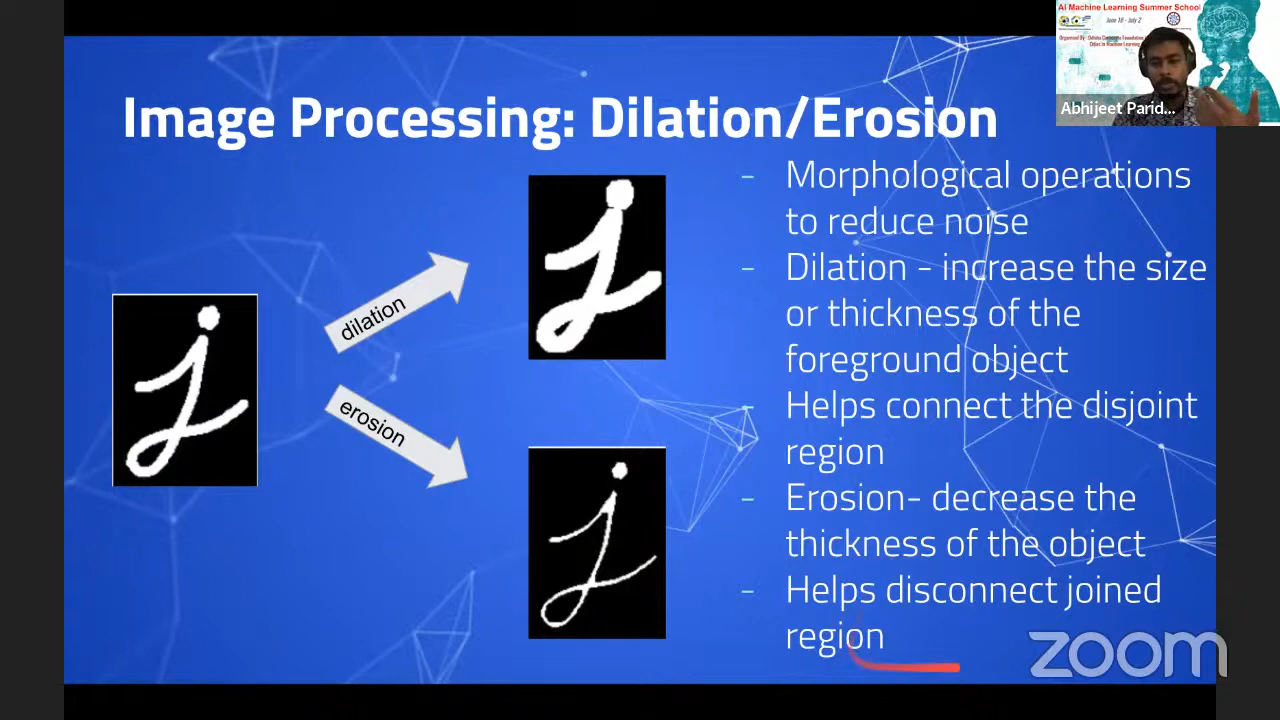 AI Machine Learning Summer School
June 18 - July 2
Abhijeet Parid...
Image Processing: Dilation/Erosion
- Morphological operations
to reduce noise
- Dilation - increase the size
or thickness of the
foreground object
- Helps connect the disjoint
region
- Erosion- decrease the
thickness of the object
- Helps disconnect joined
region
dilation
erosion
j
j
j
zoom